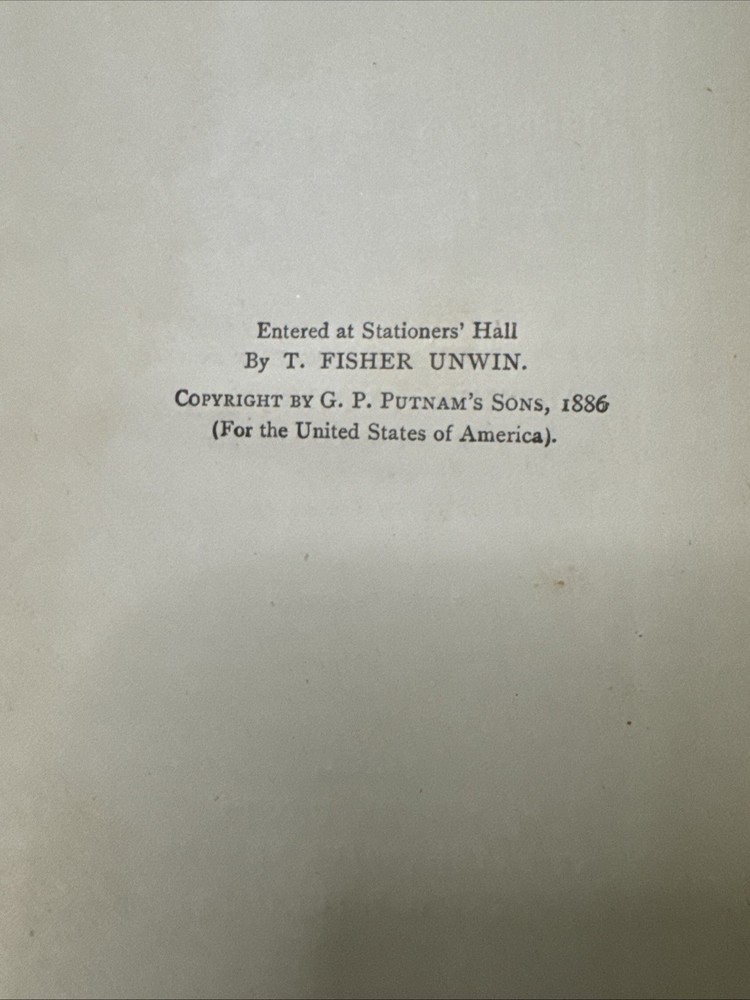 Entered at Stationers' Hall
By T. FISHER UNWIN.
COPYRIGHT BY G. P. PUTNAM'S SONS, 1886
(For the United States of America).